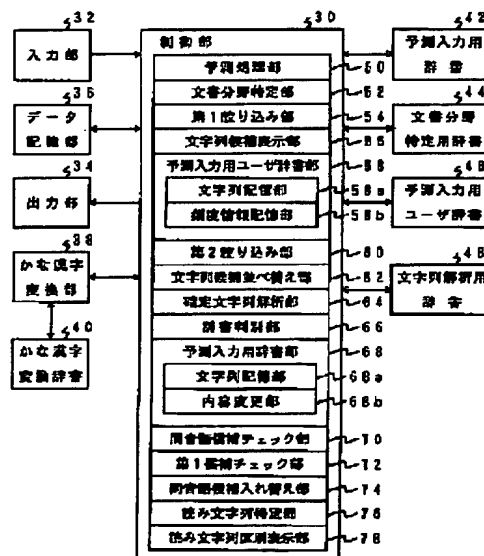 32
入力部
36
データ
記憶部
34
出力部
38
かな漢字
変換部
40
かな漢字
変換辞書
30
制御部
予測処理部 50
文書分野特定部 52
第1絞り込み部 54
文字列候補表示部 56
予測入力用ユーザ辞書部 58
文字列記憶部 58a
頻度情報記憶部 58b
第2絞り込み部 60
文字列候補並べ替え部 62
確定文字列解析部 64
辞書判別部 66
予測入力用辞書部 68
文字列記憶部 68a
内容変更部 68b
同音語候補チェック部 70
第1候補チェック部 72
同音語候補入れ替え部 74
読み文字列特定部 76
読み文字列区別表示部 78
42
予測入力用
辞書
44
文書分野
特定用辞書
46
予測入力用
ユーザ辞書
48
文字列解析用
辞書